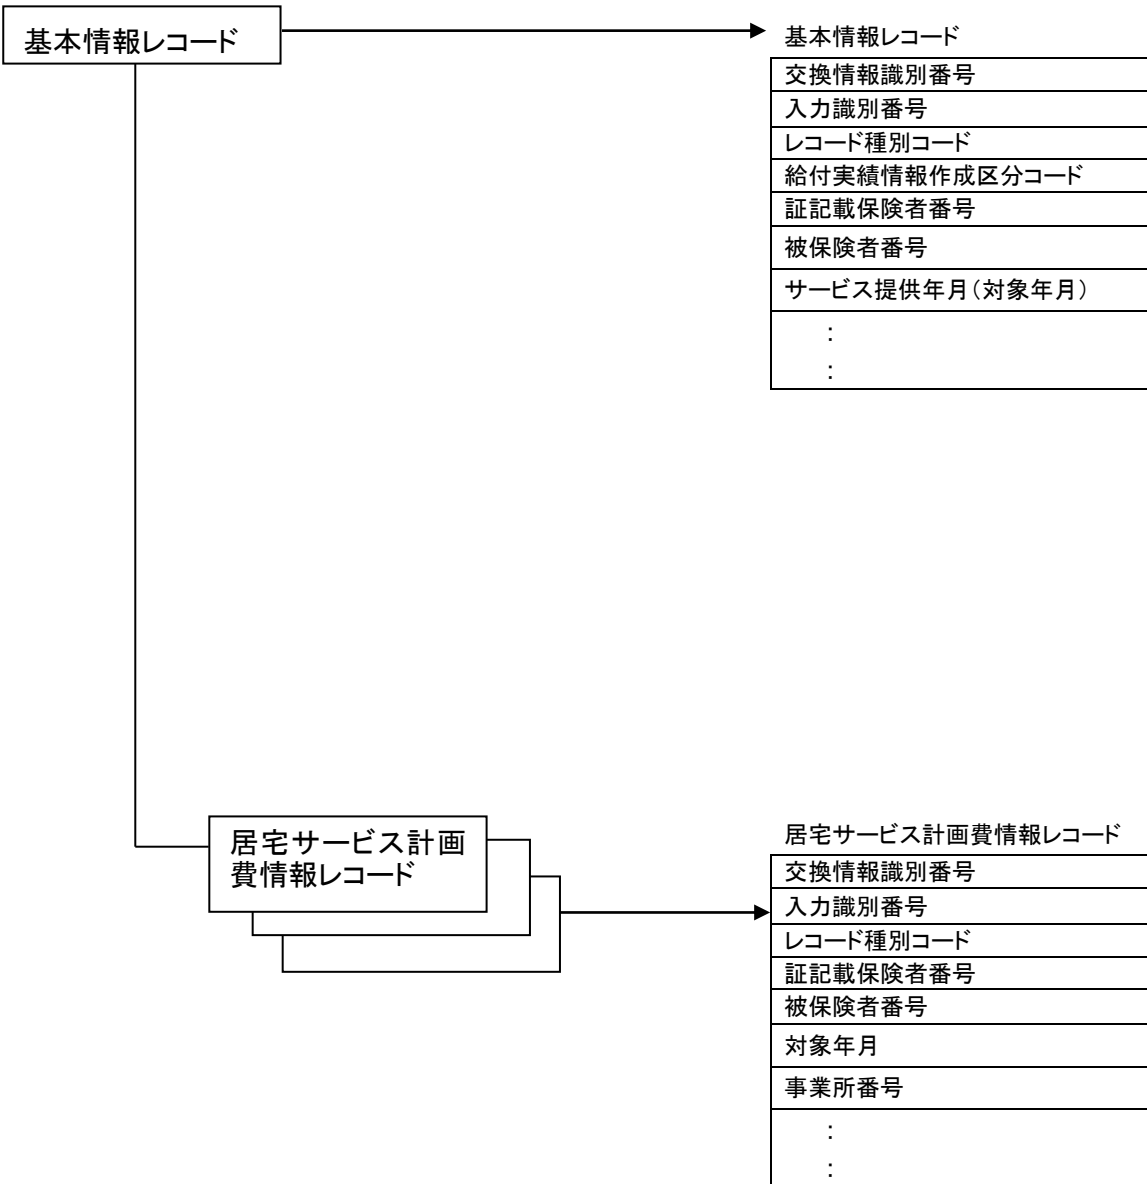 基本情報レコード
基本情報レコード
交換情報識別番号
入力識別番号
レコード種別コード
給付実績情報作成区分コード
証記載保険者番号
被保険者番号
サービス提供年月(対象年月)
:
:
居宅サービス計画
費情報レコード
居宅サービス計画費情報レコード
交換情報識別番号
入力識別番号
レコード種別コード
証記載保険者番号
被保険者番号
対象年月
事業所番号
:
: